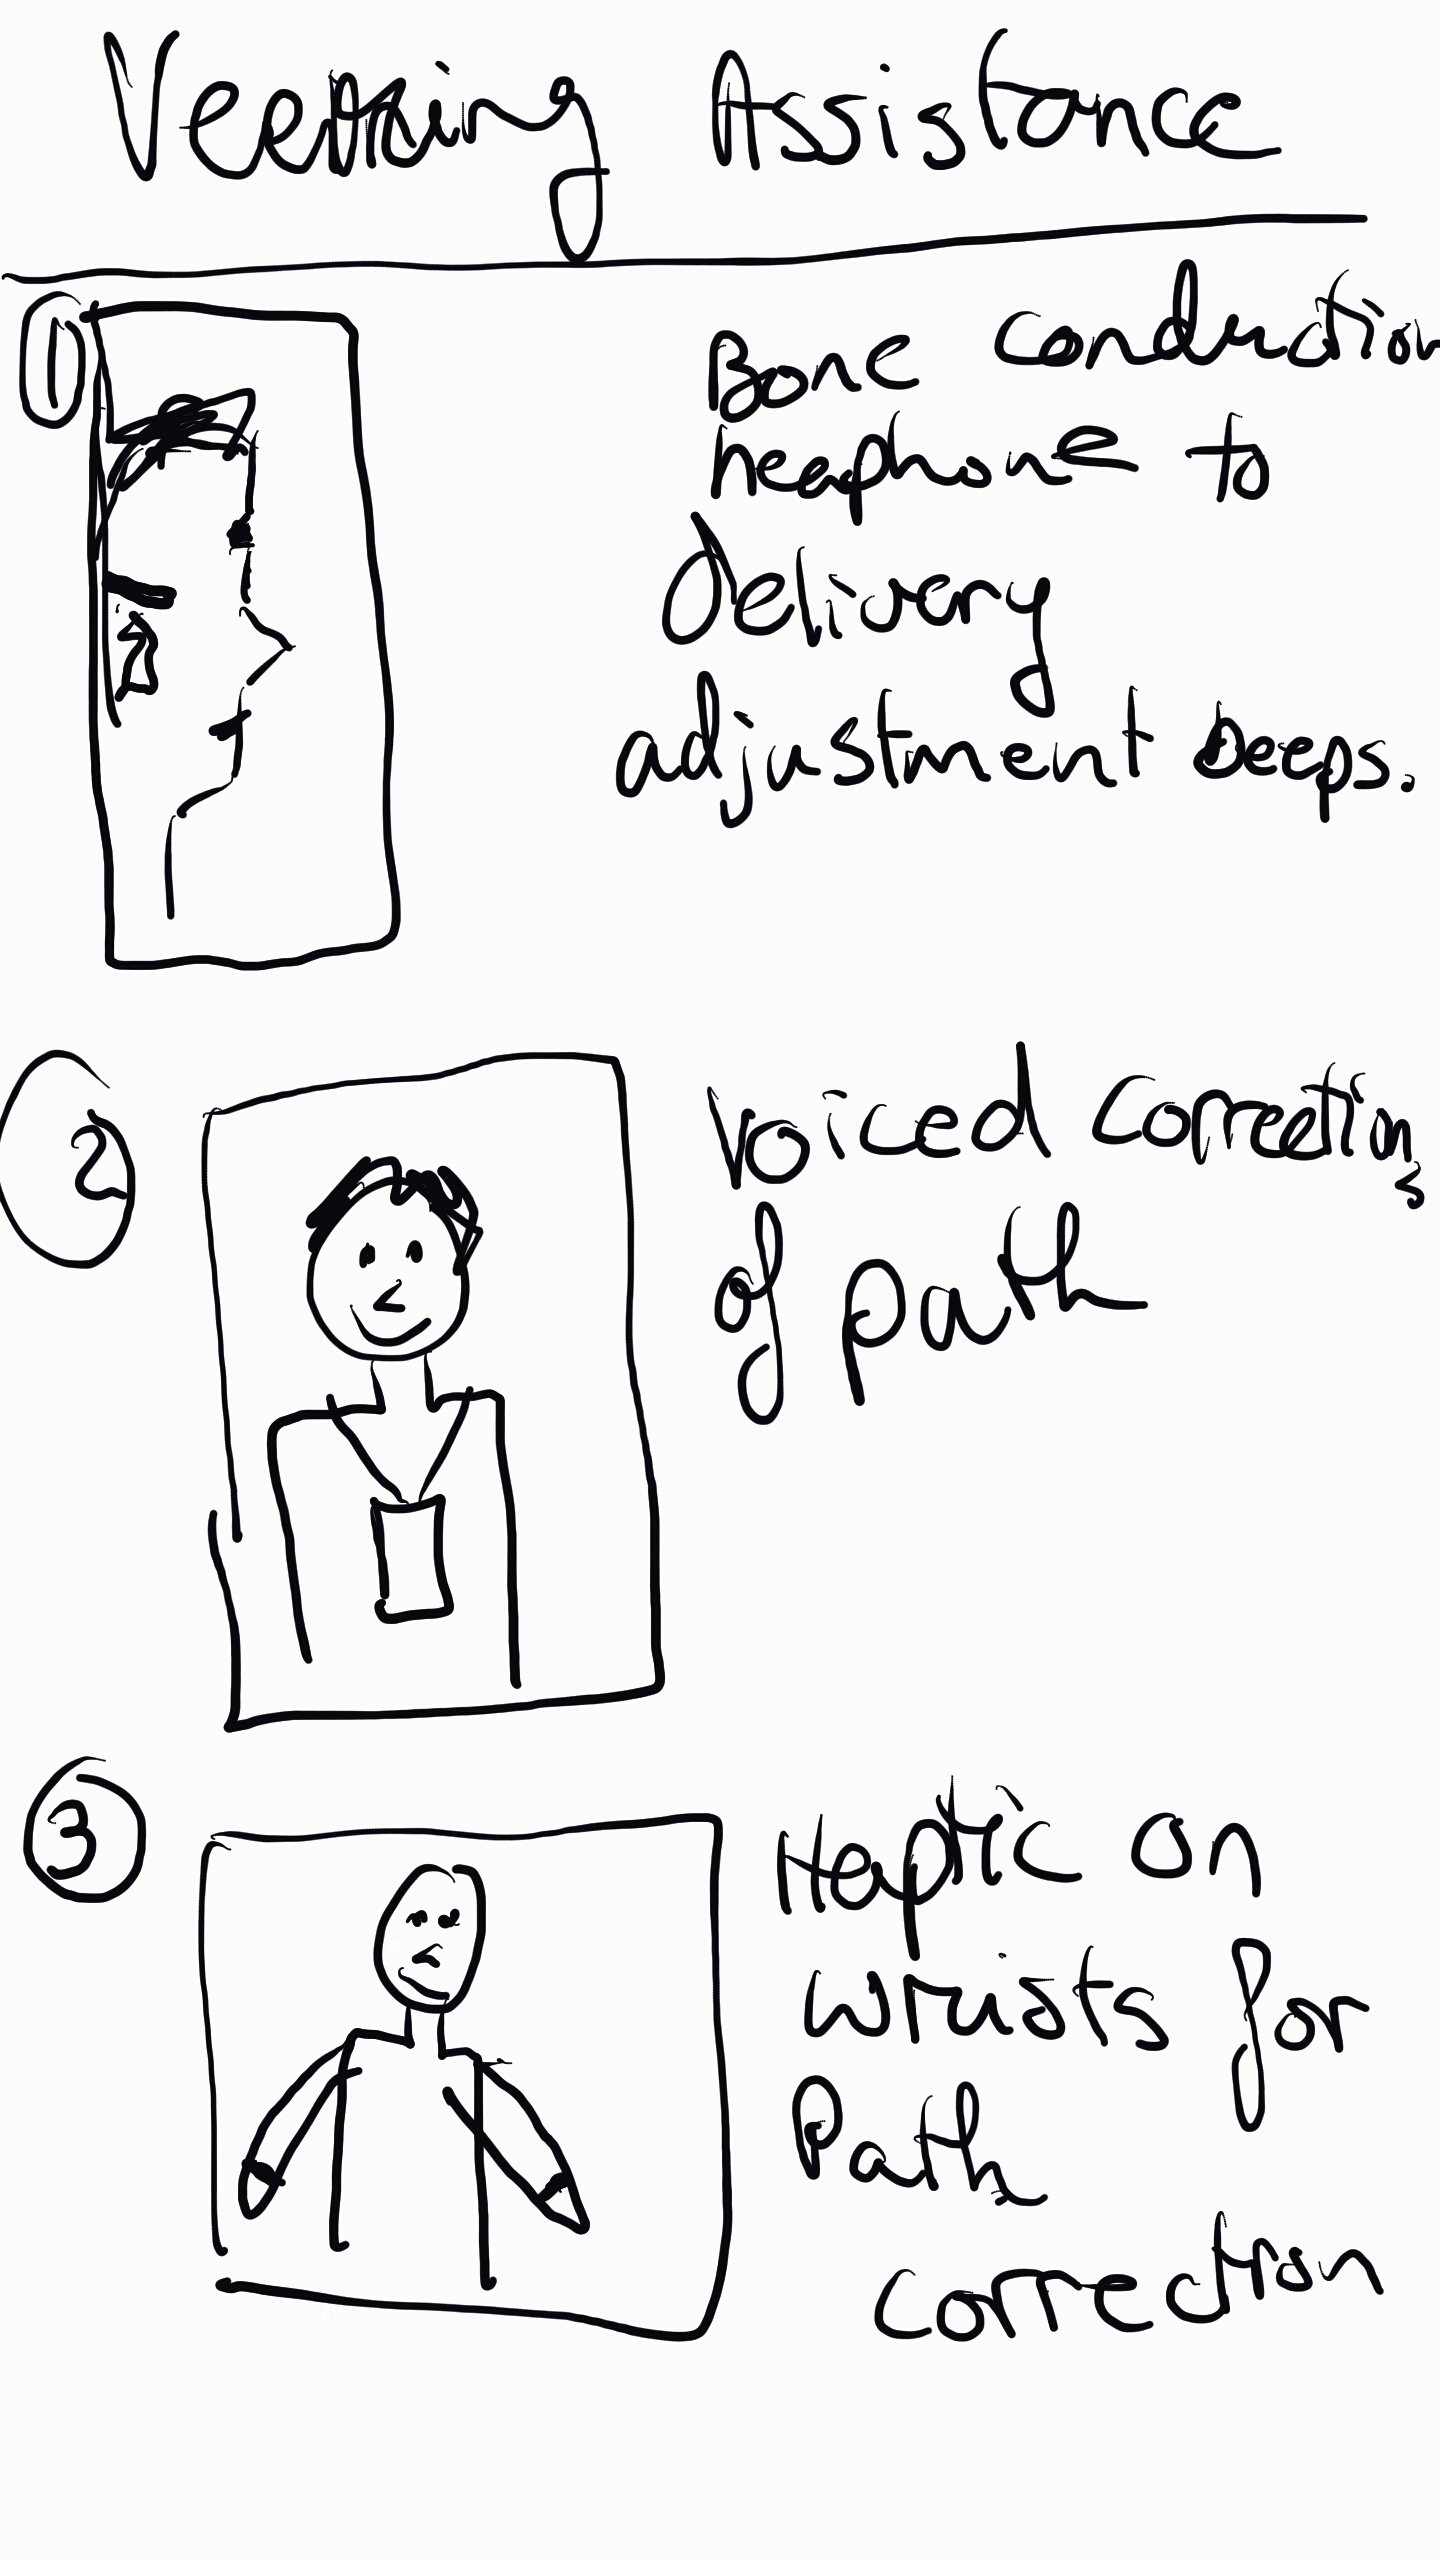 Veering Assistance
1
Bone conduction
heaphone to
delivery
adjustment beeps.
2
Voiced corrections
of path
3
Haptic on
wrists for
Path
correction